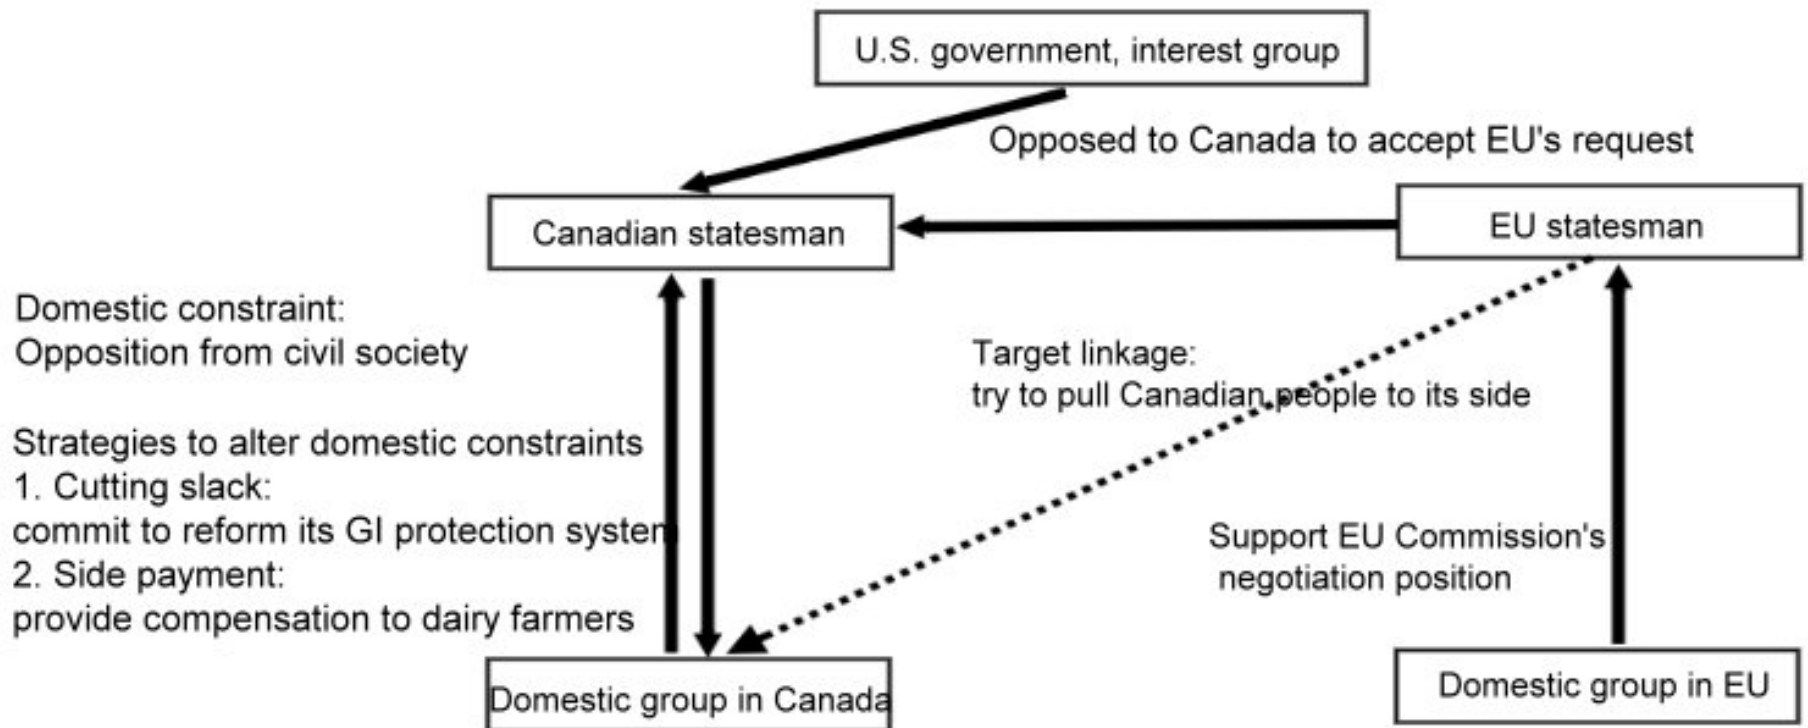 U.S. government, interest group
Opposed to Canada to accept EU's request
Canadian statesman
EU statesman
Domestic constraint:
Opposition from civil society
Target linkage:
try to pull Canadian people to its side
Strategies to alter domestic constraints
1. Cutting slack:
commit to reform its GI protection system
2. Side payment:
provide compensation to dairy farmers
Support EU Commission's
negotiation position
Domestic group in Canada
Domestic group in EU